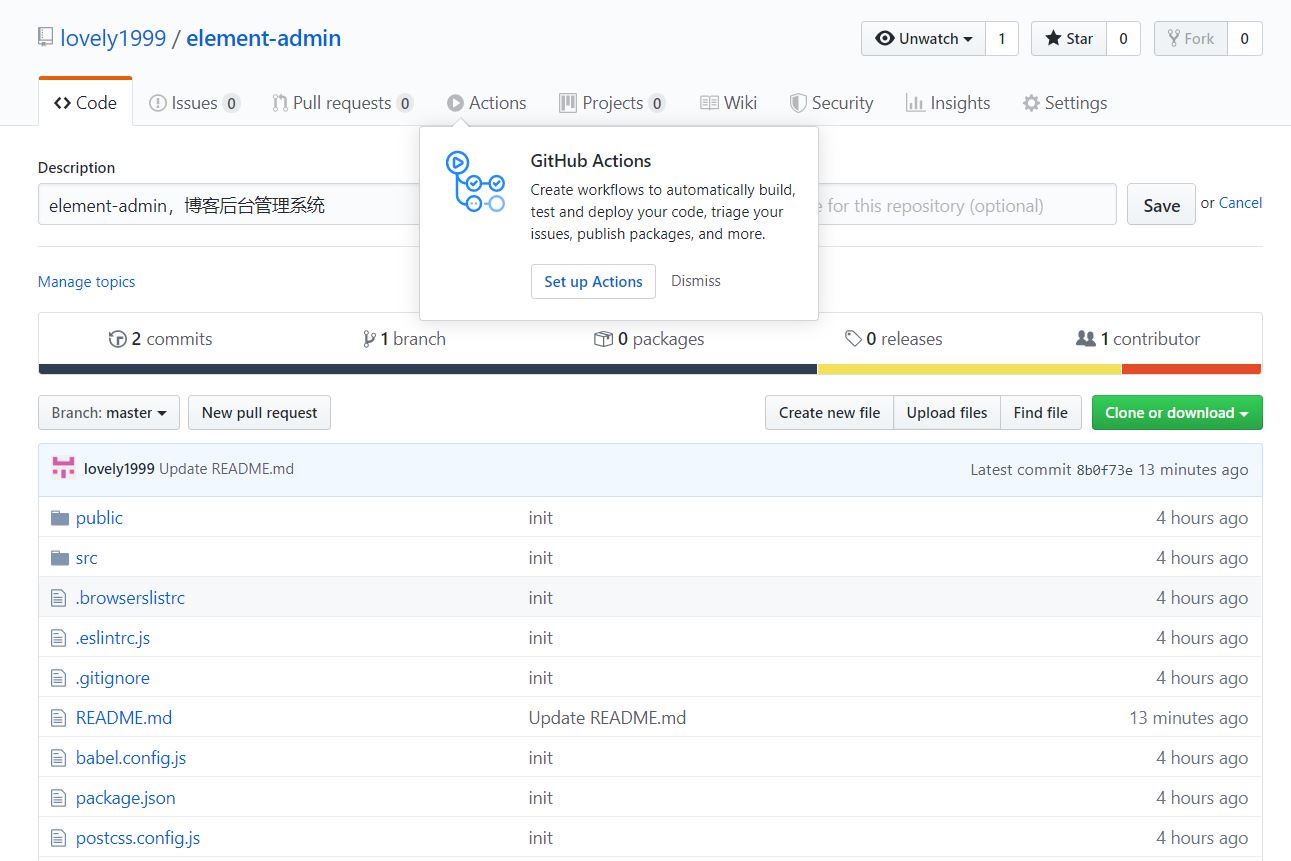 lovely1999 / element-admin
Unwatch 1 Star 0 Fork 0
Code Issues 0 Pull requests 0 Actions Projects 0 Wiki Security Insights Settings
GitHub Actions
Create workflows to automatically build,
test and deploy your code, triage your
issues, publish packages, and more.
Set up Actions Dismiss
Description
element-admin，博客后台管理系统
for this repository (optional)
Save or Cancel
Manage topics
2 commits 1 branch 0 packages 0 releases 1 contributor
Branch: master New pull request Create new file Upload files Find file Clone or download
lovely1999 Update README.md Latest commit 8b0f73e 13 minutes ago
public init 4 hours ago
src init 4 hours ago
.browserslistrc init 4 hours ago
.eslintrc.js init 4 hours ago
.gitignore init 4 hours ago
README.md Update README.md 13 minutes ago
babel.config.js init 4 hours ago
package.json init 4 hours ago
postcss.config.js init 4 hours ago